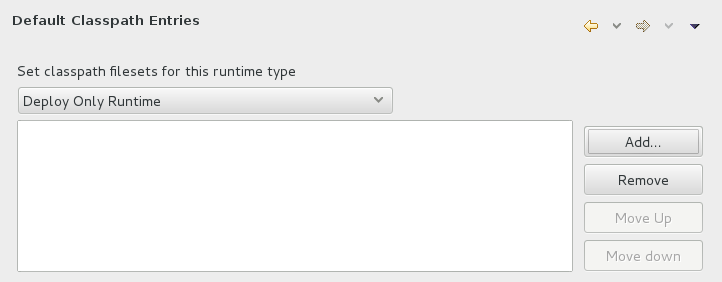 Default Classpath Entries
Set classpath filesets for this runtime type
Deploy Only Runtime
Add...
Remove
Move Up
Move down